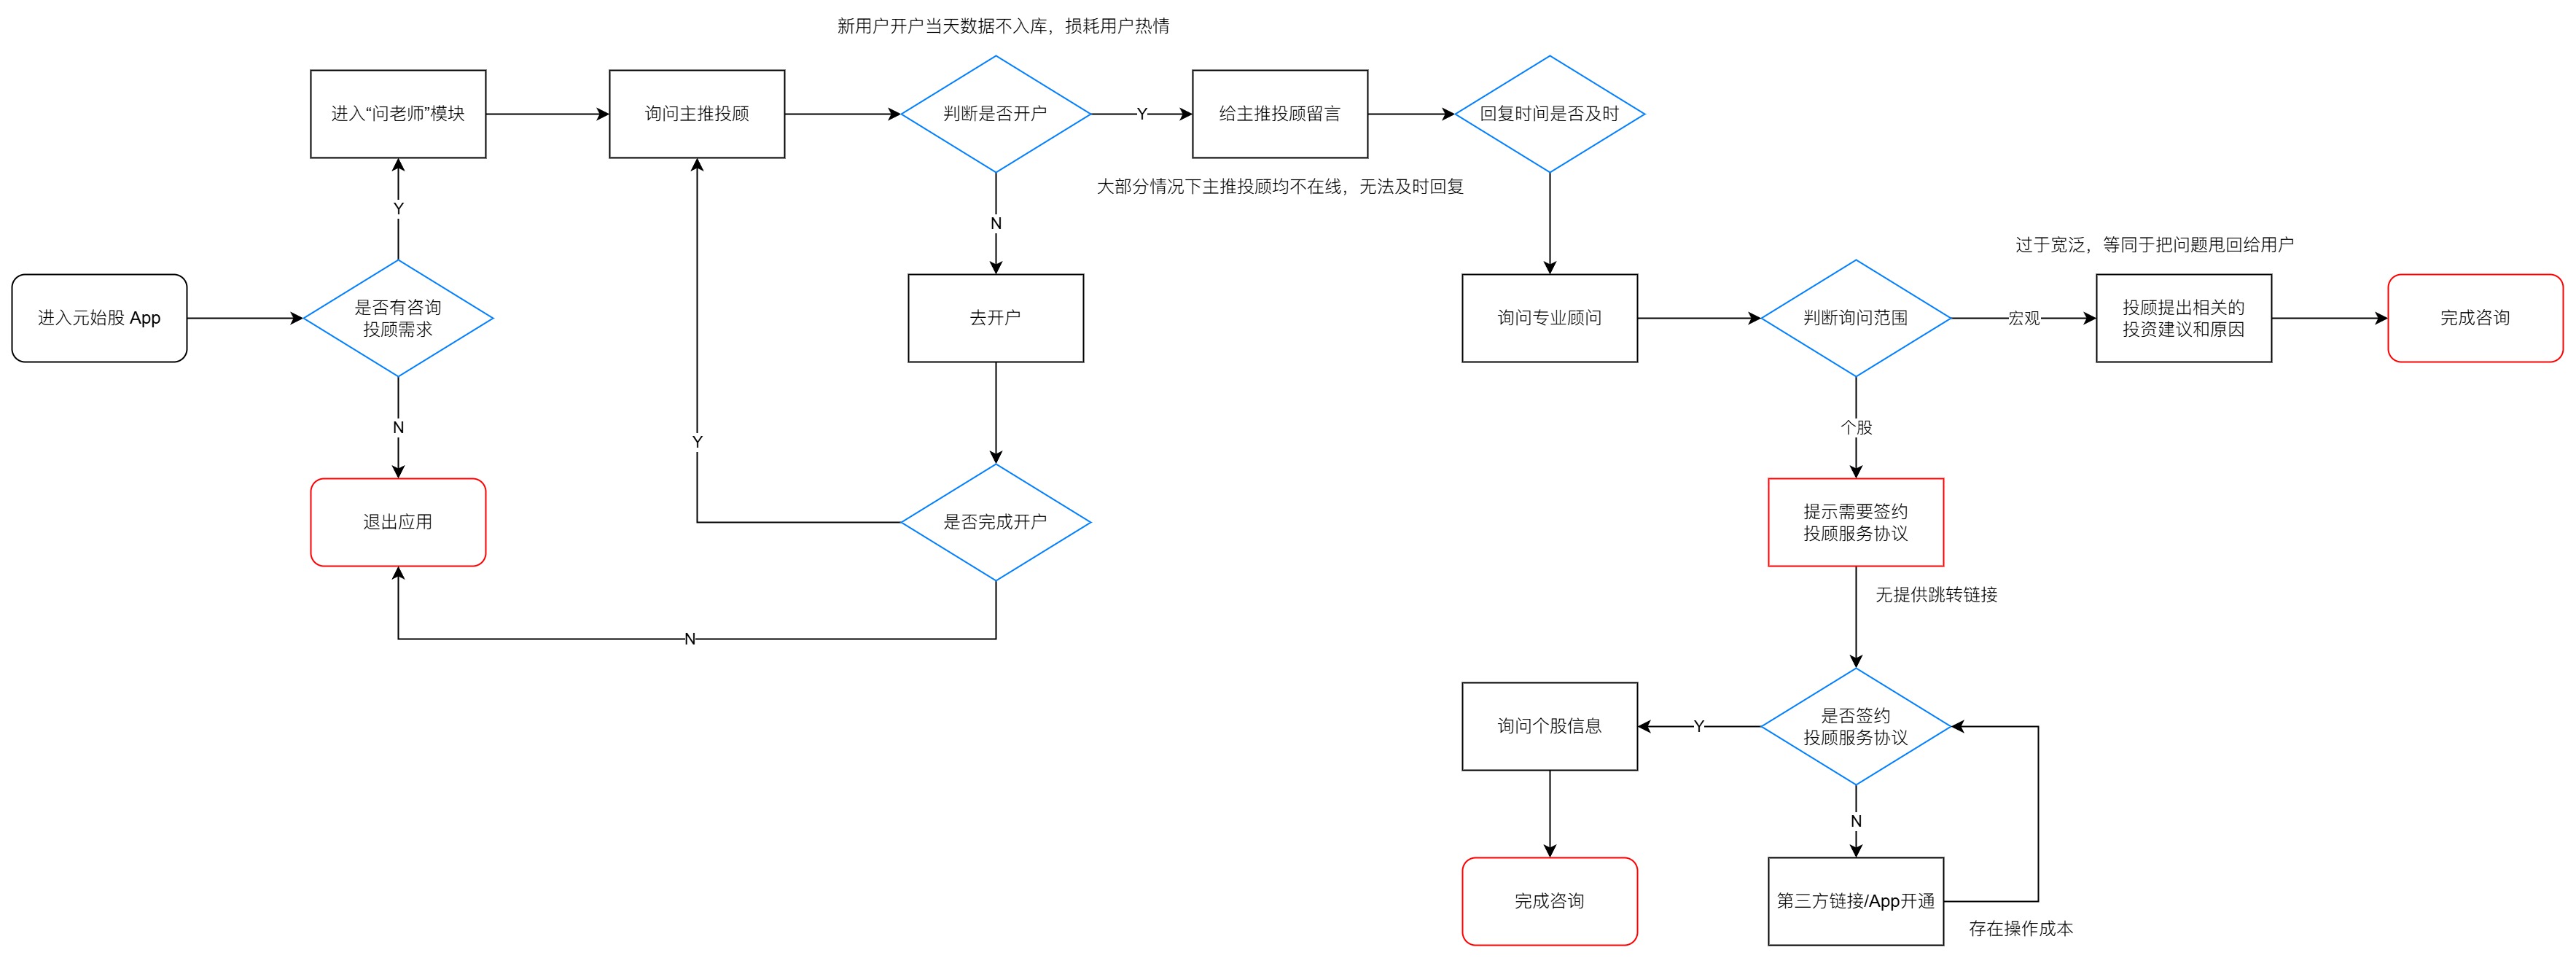 新用户开户当天数据不入库，损耗用户热情
进入“问老师”模块
询问主推投顾
判断是否开户
Y
给主推投顾留言
回复时间是否及时
大部分情况下主推投顾均不在线，无法及时回复
Y
N
过于宽泛，等同于把问题甩回给用户
进入元始股 App
是否有咨询
投顾需求
去开户
询问专业顾问
判断询问范围
宏观
投顾提出相关的
投资建议和原因
完成咨询
N
Y
个股
退出应用
是否完成开户
提示需要签约
投顾服务协议
无提供跳转链接
N
询问个股信息
Y
是否签约
投顾服务协议
N
完成咨询
第三方链接/App开通
存在操作成本